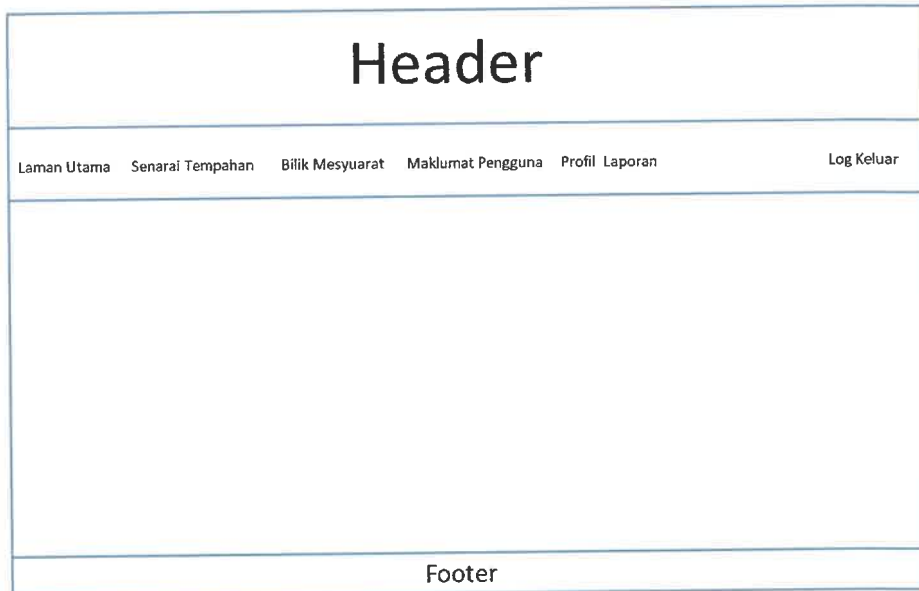 Header
Laman Utama Senarai Tempahan Bilik Mesyuarat Maklumat Pengguna Profil Laporan Log Keluar
Footer